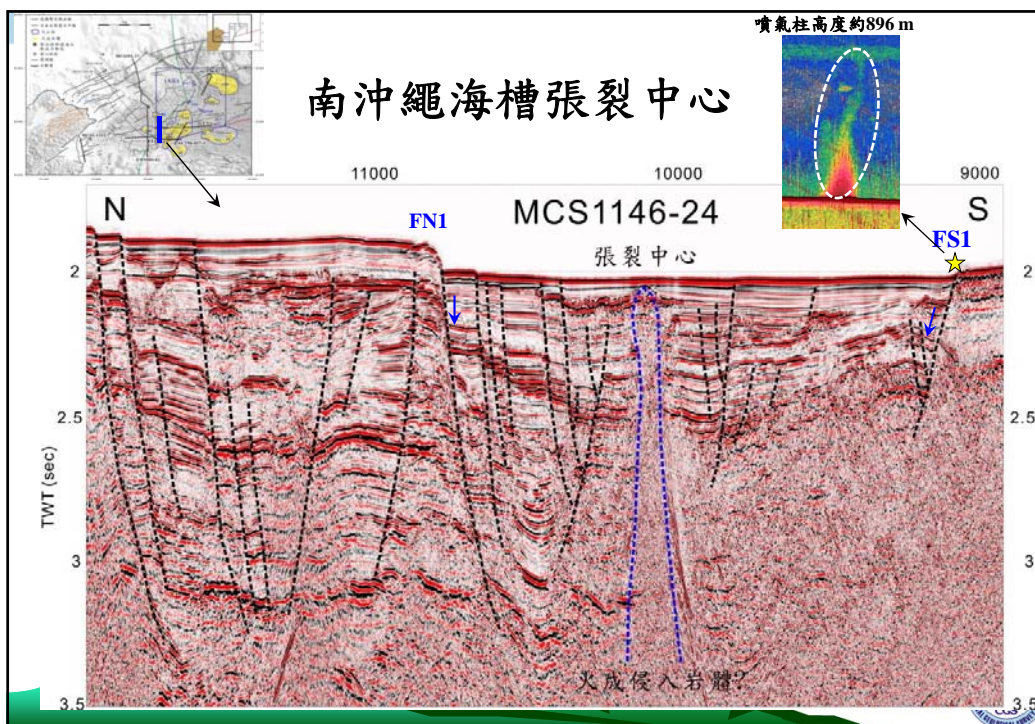 噴氣柱高度約896 m
南沖繩海槽張裂中心
11000
10000
9000
N
FN1
MCS1146-24
S
張裂中心
FS1
2
2
2.5
2.5
TWT (sec)
3
3
火成侵入岩體?
3.5
3.5